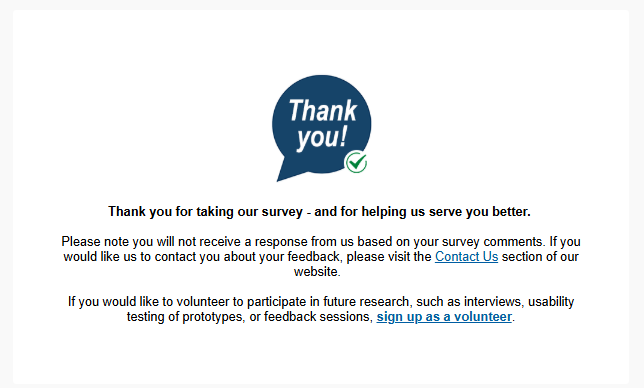 Thank
you!
Thank you for taking our survey - and for helping us serve you better.
Please note you will not receive a response from us based on your survey comments. If you
would like us to contact you about your feedback, please visit the Contact Us section of our
website.
If you would like to volunteer to participate in future research, such as interviews, usability
testing of prototypes, or feedback sessions, sign up as a volunteer.